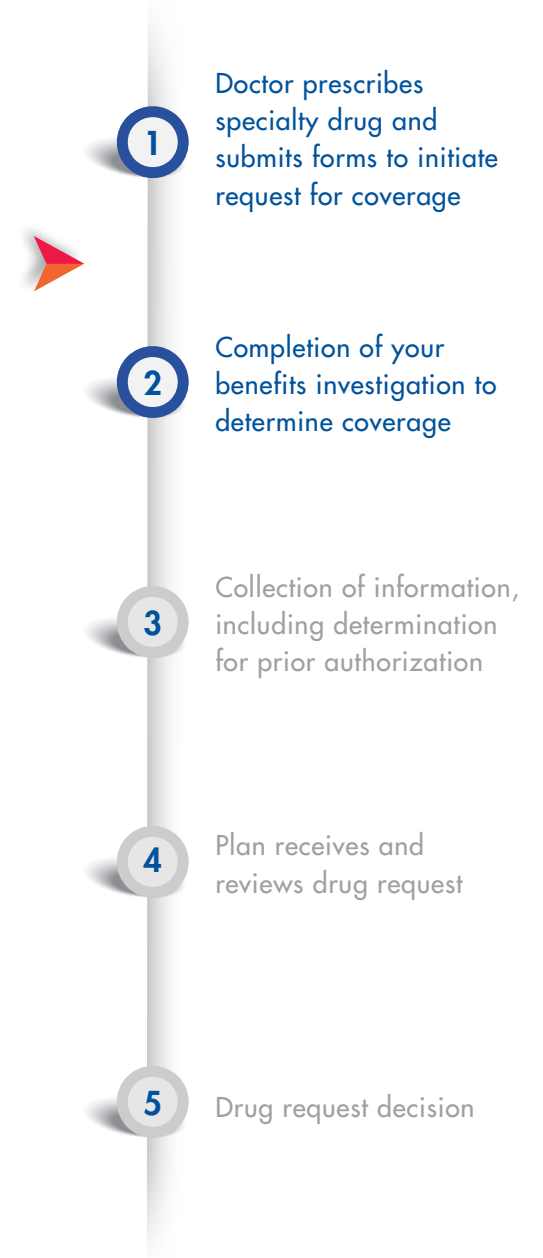 1
Doctor prescribes
specialty drug and
submits forms to initiate
request for coverage
2
Completion of your
benefits investigation to
determine coverage
3
Collection of information,
including determination
for prior authorization
4
Plan receives and
reviews drug request
5
Drug request decision